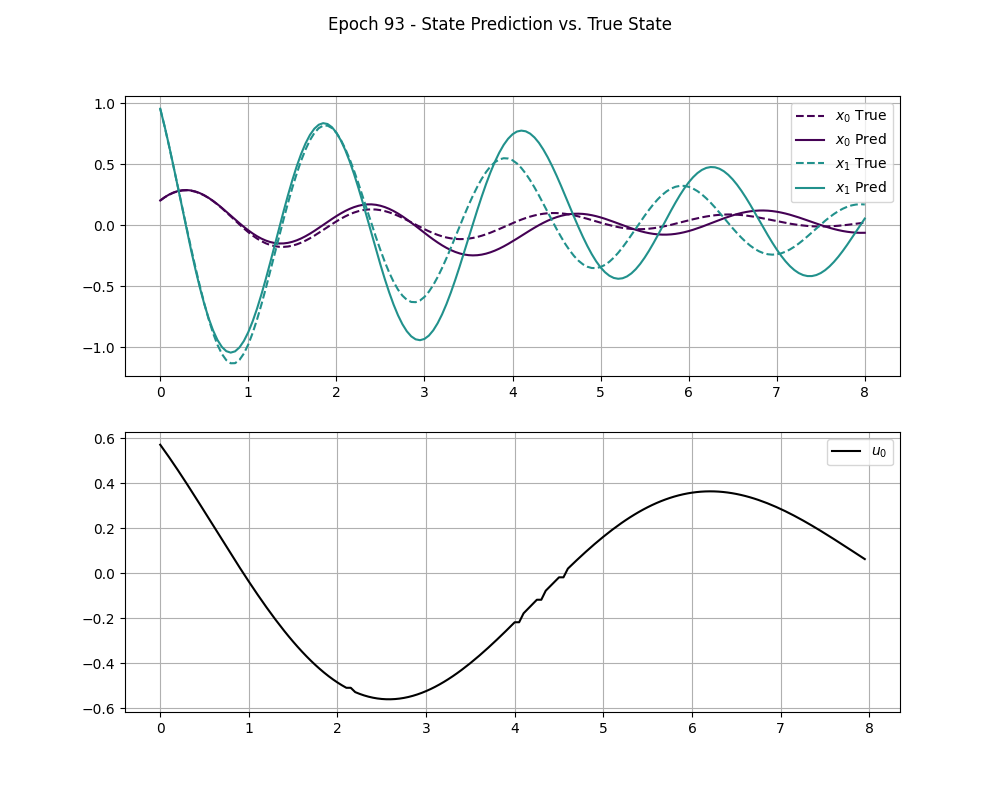 Epoch 93 - State Prediction vs. True State
1.0
0.5
0.0
−0.5
−1.0
x₀ True
x₀ Pred
x₁ True
x₁ Pred
0 1 2 3 4 5 6 7 8
0.6
0.4
0.2
0.0
−0.2
−0.4
−0.6
u₀
0 1 2 3 4 5 6 7 8